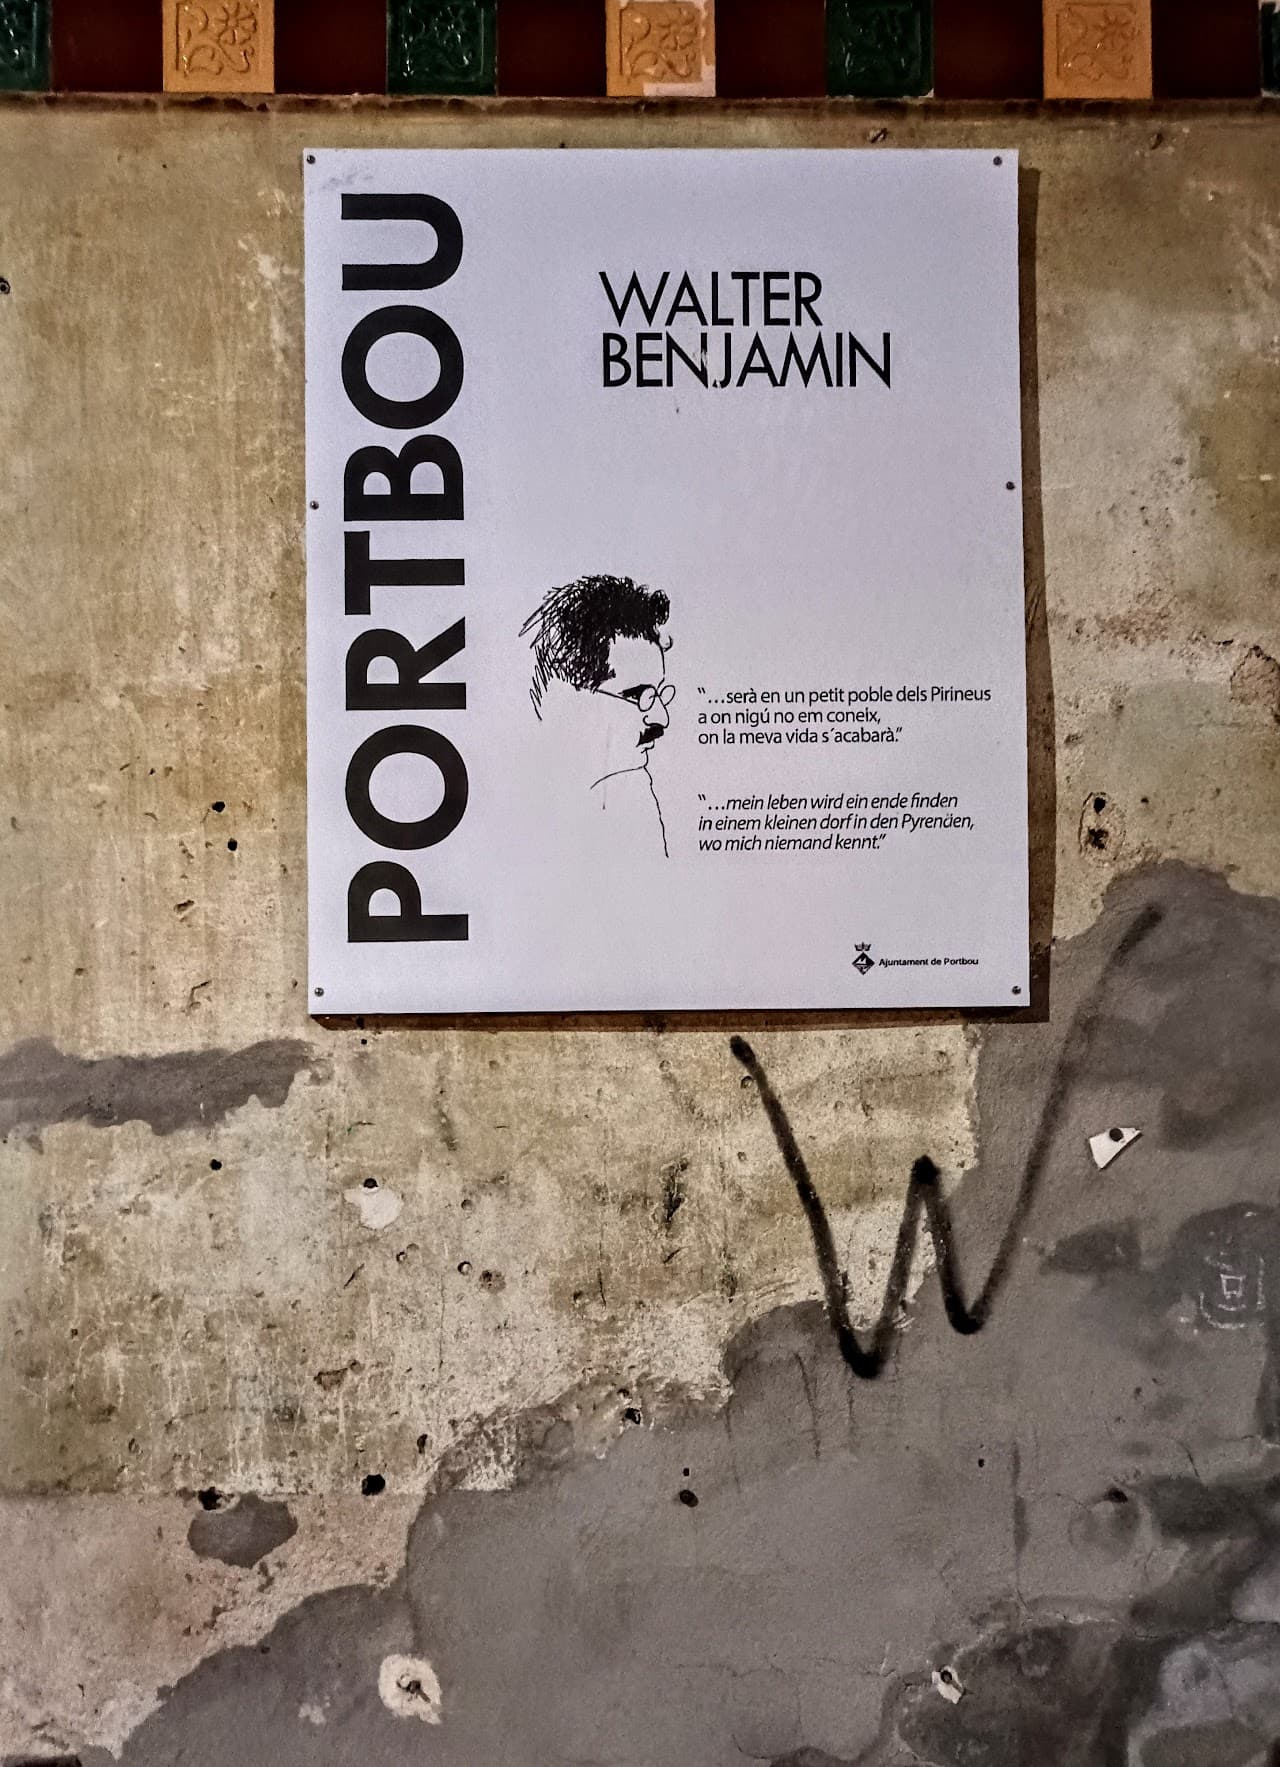 PORTBOU
WALTER
BENJAMIN
“…serà en un petit poble dels Pirineus
a on nigú no em coneix,
on la meva vida s´acabarà.”
“…mein leben wird ein ende finden
in einem kleinen dorf in den Pyrenäen,
wo mich niemand kennt.”
Ajuntament de Portbou
W